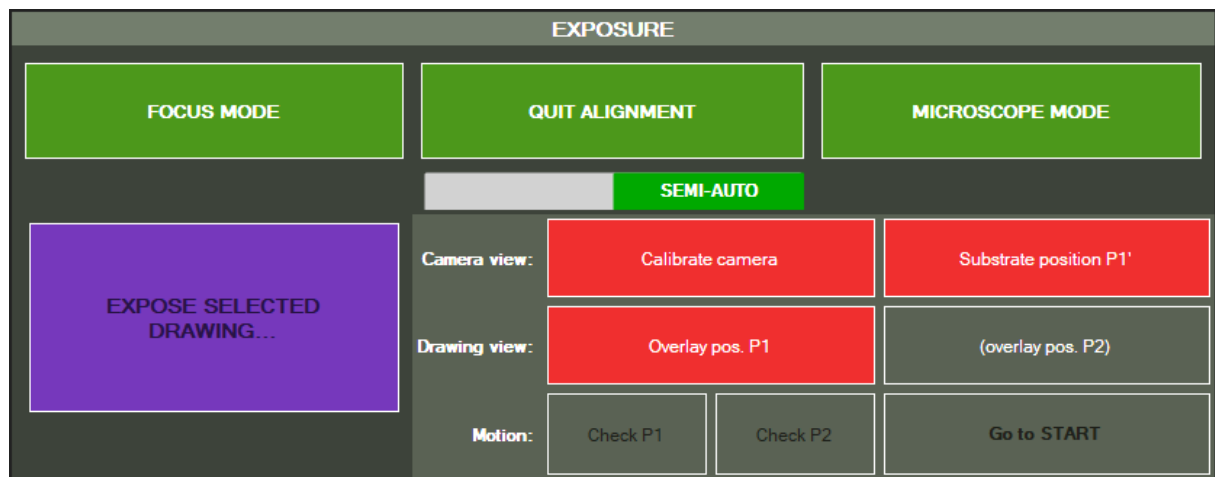 EXPOSURE
FOCUS MODE
QUIT ALIGNMENT
MICROSCOPE MODE
SEMI-AUTO
EXPOSE SELECTED
DRAWING...
Camera view:
Calibrate camera
Substrate position P1'
Drawing view:
Overlay pos. P1
(overlay pos. P2)
Motion:
Check P1
Check P2
Go to START